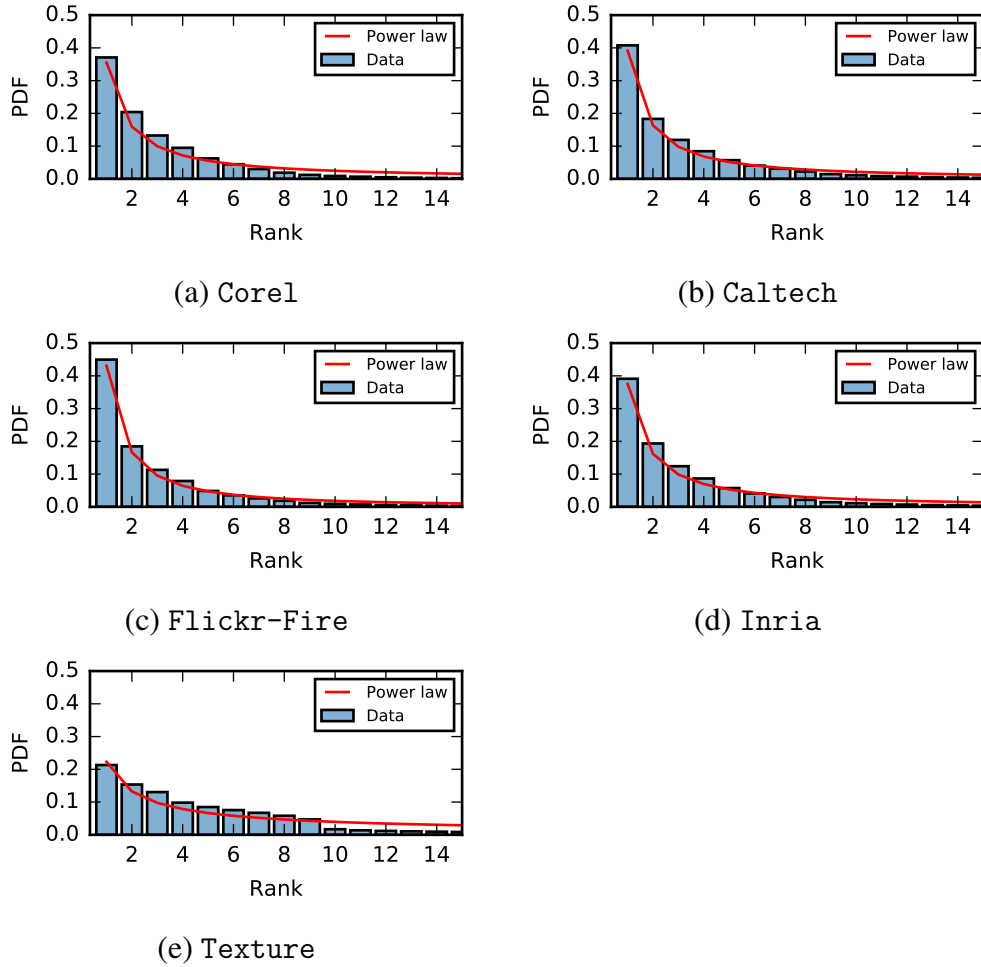 0.5
0.4
0.3
0.2
0.1
0.0
PDF
Power law
Data
2 4 6 8 10 12 14
Rank
(a) Corel
0.5
0.4
0.3
0.2
0.1
0.0
PDF
Power law
Data
2 4 6 8 10 12 14
Rank
(b) Caltech
0.5
0.4
0.3
0.2
0.1
0.0
PDF
Power law
Data
2 4 6 8 10 12 14
Rank
(c) Flickr-Fire
0.5
0.4
0.3
0.2
0.1
0.0
PDF
Power law
Data
2 4 6 8 10 12 14
Rank
(d) Inria
0.5
0.4
0.3
0.2
0.1
0.0
PDF
Power law
Data
2 4 6 8 10 12 14
Rank
(e) Texture